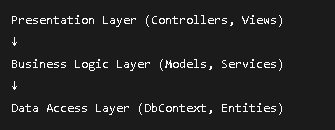 Presentation Layer (Controllers, Views)
↓
Business Logic Layer (Models, Services)
↓
Data Access Layer (DbContext, Entities)